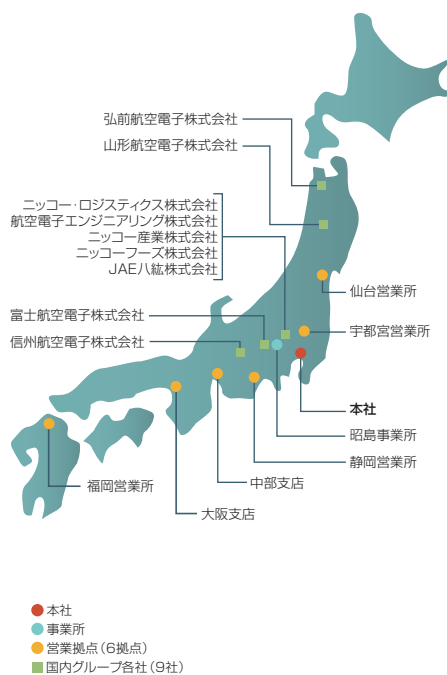 弘前航空電子株式会社
山形航空電子株式会社
ニッコー・ロジスティクス株式会社
航空電子エンジニアリング株式会社
ニッコー産業株式会社
ニッコーフーズ株式会社
JAE八紘株式会社
仙台営業所
富士航空電子株式会社
宇都宮営業所
信州航空電子株式会社
本社
昭島事業所
静岡営業所
中部支店
福岡営業所
大阪支店
本社
事業所
営業拠点(6拠点)
国内グループ各社(9社)